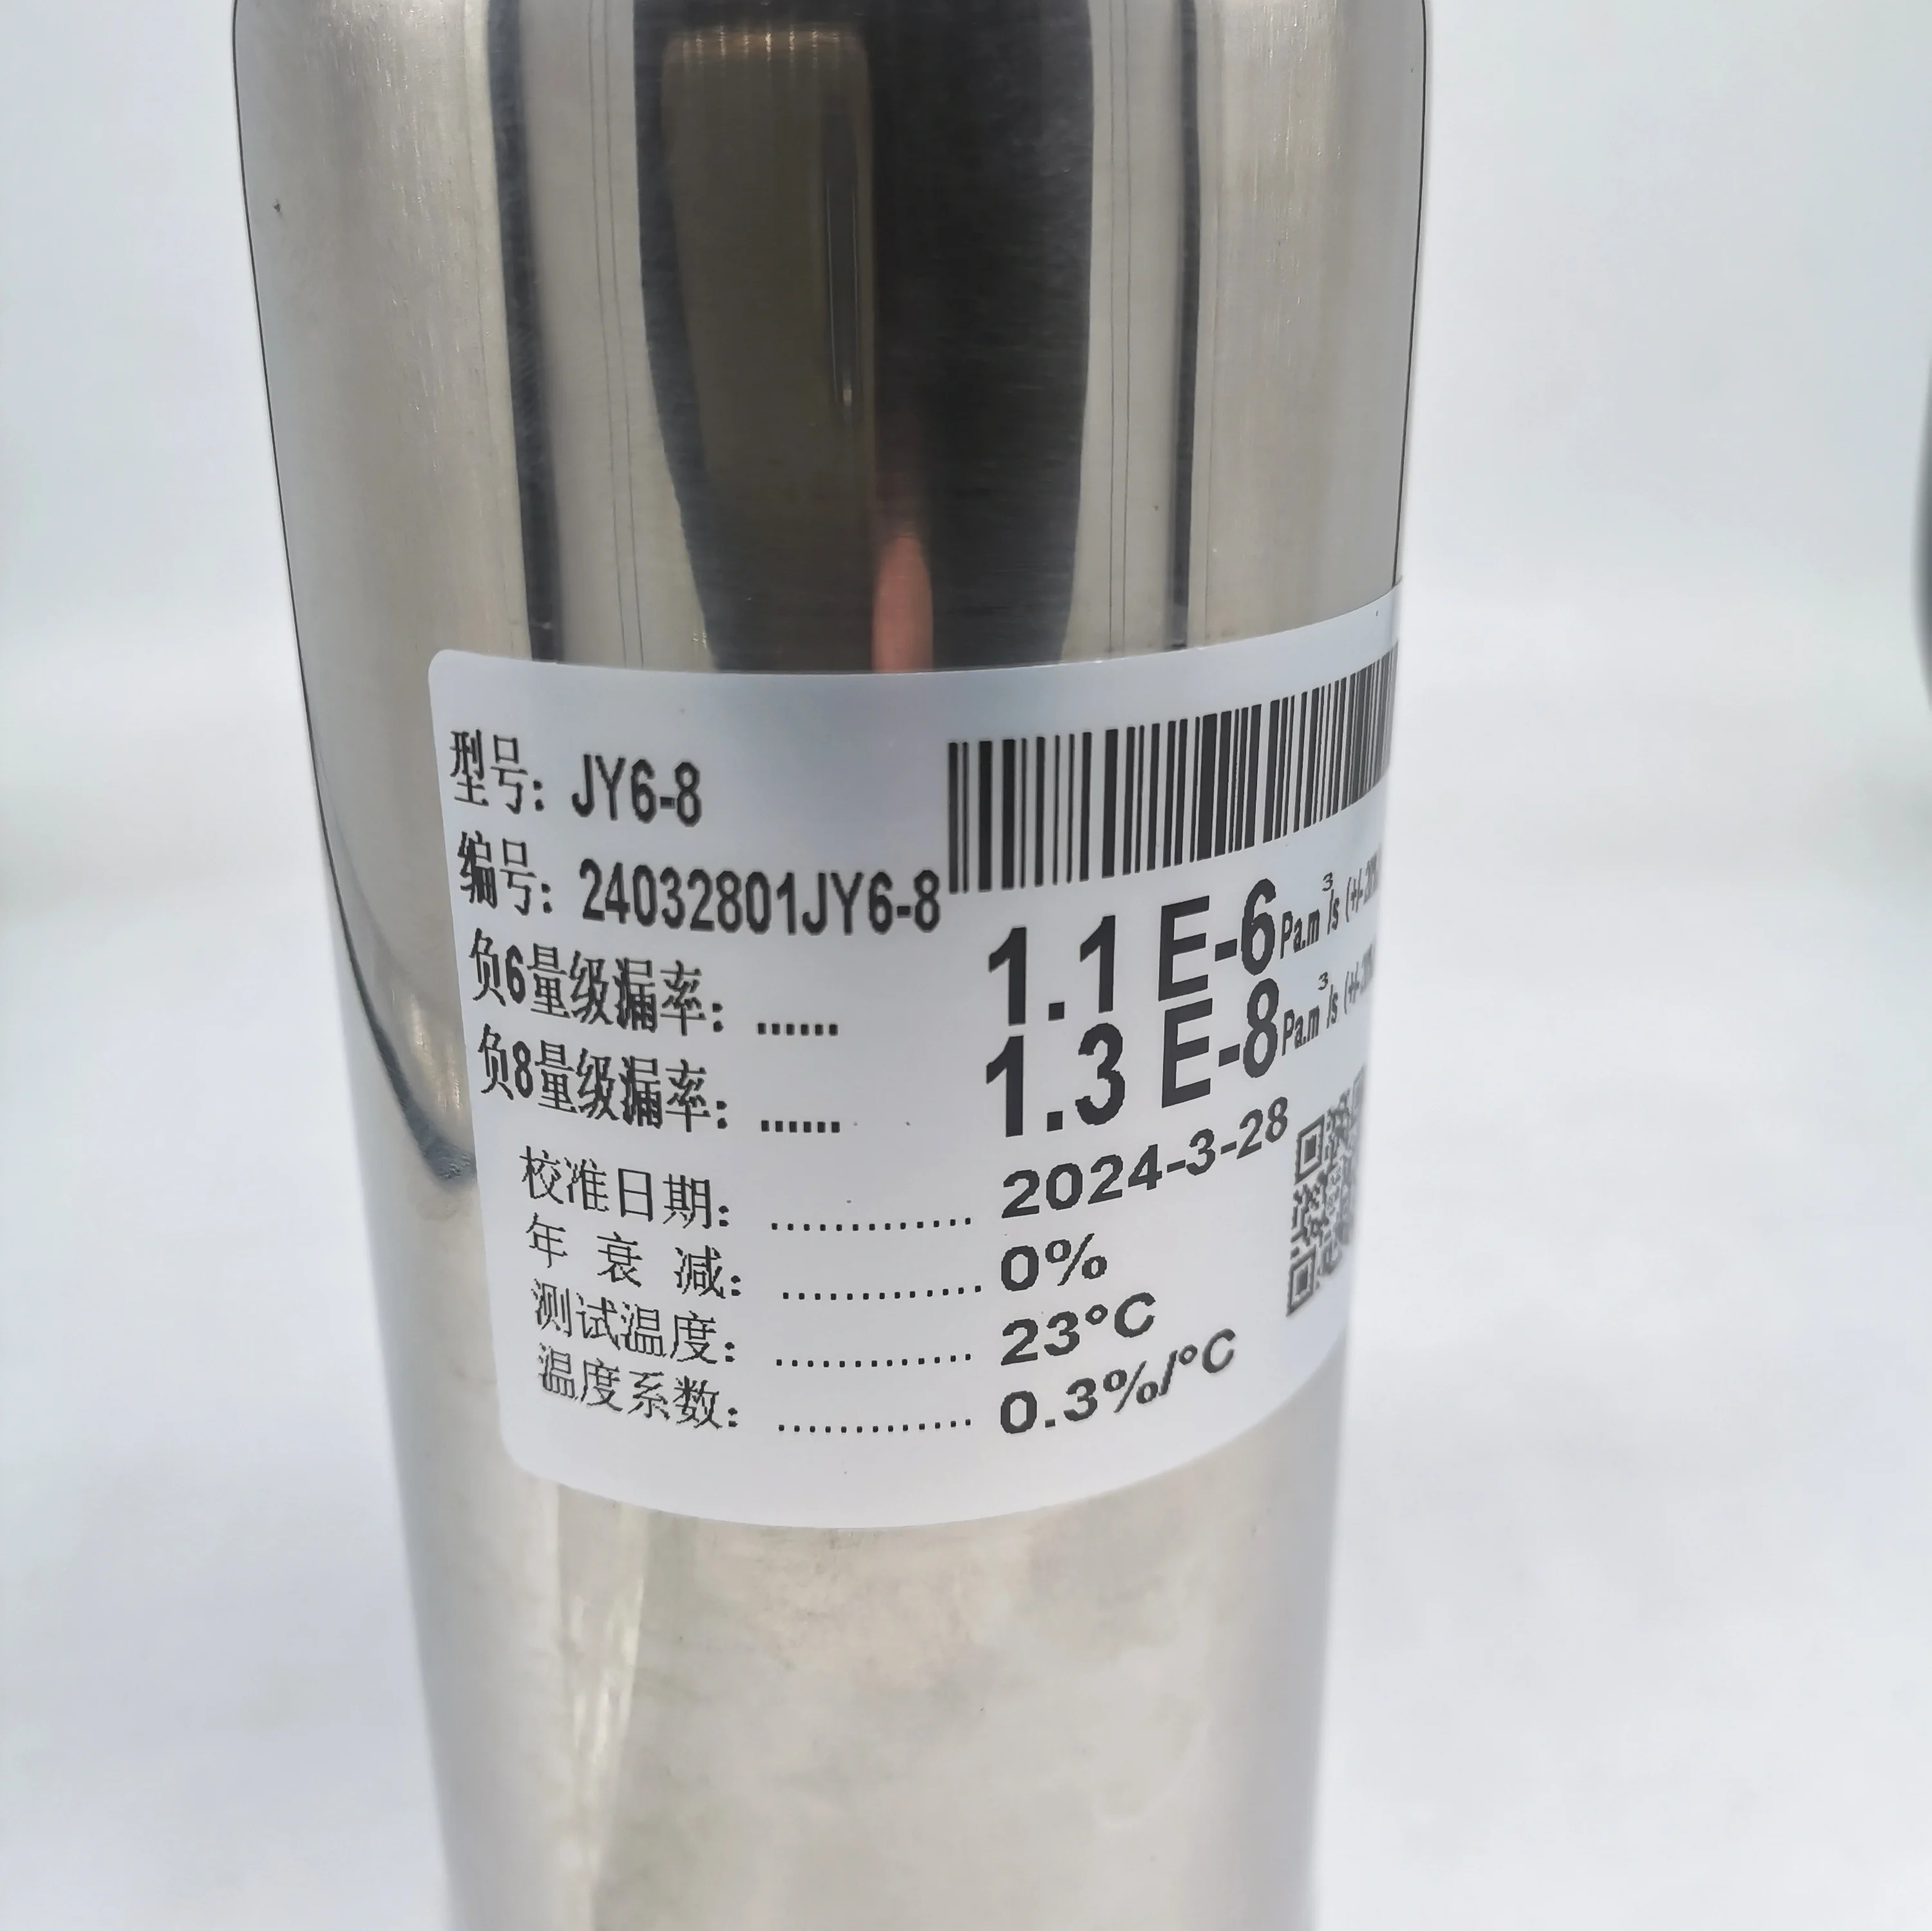 型号： JY6-8
编号： 24032801JY6-8
负6量级漏率： ...... 1.1 E-6 Pa.m³/s (+/-
负8量级漏率： ...... 1.3 E-8 Pa.m³/s (+/-
校准日期： ............. 2024-3-28
年 衰 减： ............. 0%
测试温度： ............. 23°C
温度系数： ............. 0.3%/°C